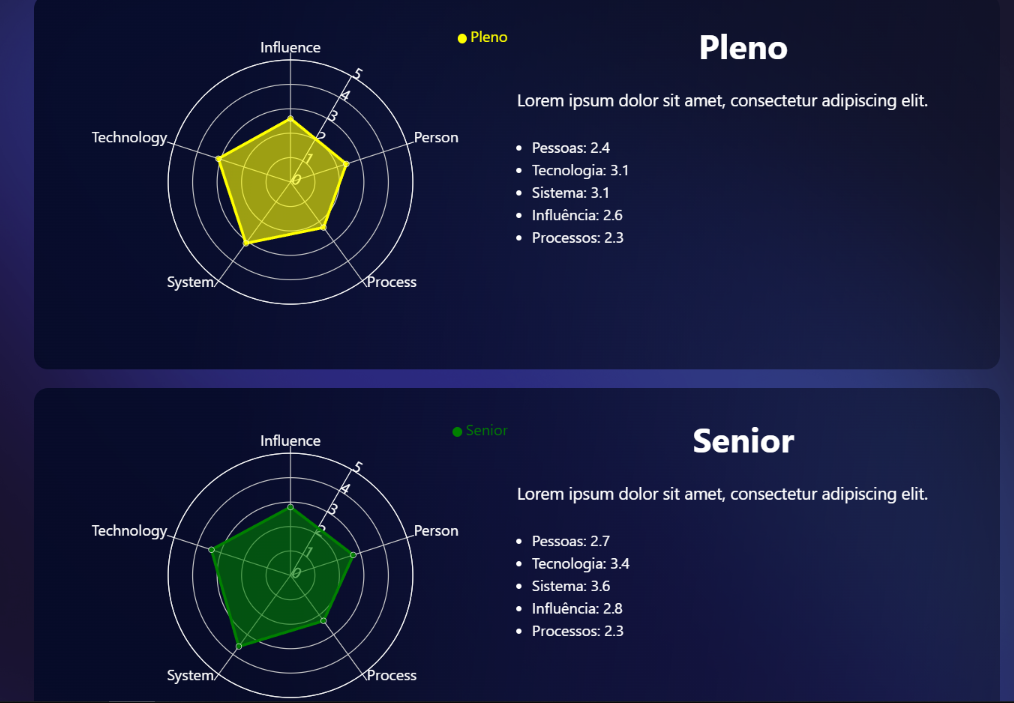 Influence
Technology
Person
System
Process
5
4
3
2
1
0
Pleno
Pleno
Lorem ipsum dolor sit amet, consectetur adipiscing elit.
Pessoas: 2.4
Tecnologia: 3.1
Sistema: 3.1
Influência: 2.6
Processos: 2.3
Influence
Technology
Person
System
Process
5
4
3
2
1
0
Senior
Senior
Lorem ipsum dolor sit amet, consectetur adipiscing elit.
Pessoas: 2.7
Tecnologia: 3.4
Sistema: 3.6
Influência: 2.8
Processos: 2.3